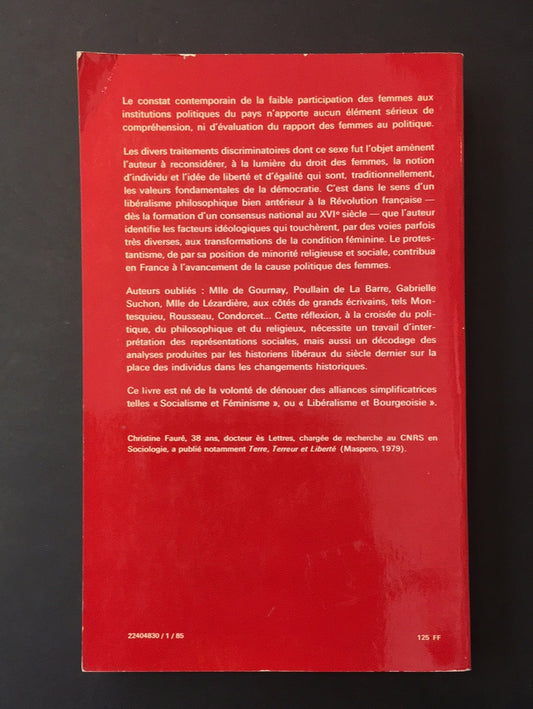 Le constat contemporain de la faible participation des femmes aux
institutions politiques du pays n'apporte aucun élément sérieux de
compréhension, ni d'évaluation du rapport des femmes au politique.
Les divers traitements discriminatoires dont ce sexe fut l'objet amènent
l'auteur à reconsidérer, à la lumière du droit des femmes, la notion
d'individu et l'idée de liberté et d'égalité qui sont, traditionnellement,
les valeurs fondamentales de la démocratie. C'est dans le sens d'un
libéralisme philosophique bien antérieur à la Révolution française —
dès la formation d'un consensus national au XVIe siècle — que l'auteur
identifie les facteurs idéologiques qui touchèrent, par des voies parfois
très diverses, aux transformations de la condition féminine. Le protes-
tantisme, de par sa position de minorité religieuse et sociale, contribua
en France à l'avancement de la cause politique des femmes.
Auteurs oubliés : Mlle de Gournay, Poullain de La Barre, Gabrielle
Suchon, Mlle de Lézardière, aux côtés de grands écrivains, tels Mon-
tesquieu, Rousseau, Condorcet... Cette réflexion, à la croisée du poli-
tique, du philosophique et du religieux, nécessite un travail d'inter-
prétation des représentations sociales, mais aussi un décodage des
analyses produites par les historiens libéraux du siècle dernier sur la
place des individus dans les changements historiques.
Ce livre est né de la volonté de dénouer des alliances simplificatrices
telles « Socialisme et Féminisme », ou « Libéralisme et Bourgeoisie ».
Christine Fauré, 38 ans, docteur ès Lettres, chargée de recherche au CNRS en
Sociologie, a publié notamment Terre, Terreur et Liberté (Maspero, 1979).
22404830 / 1 / 85
125 FF